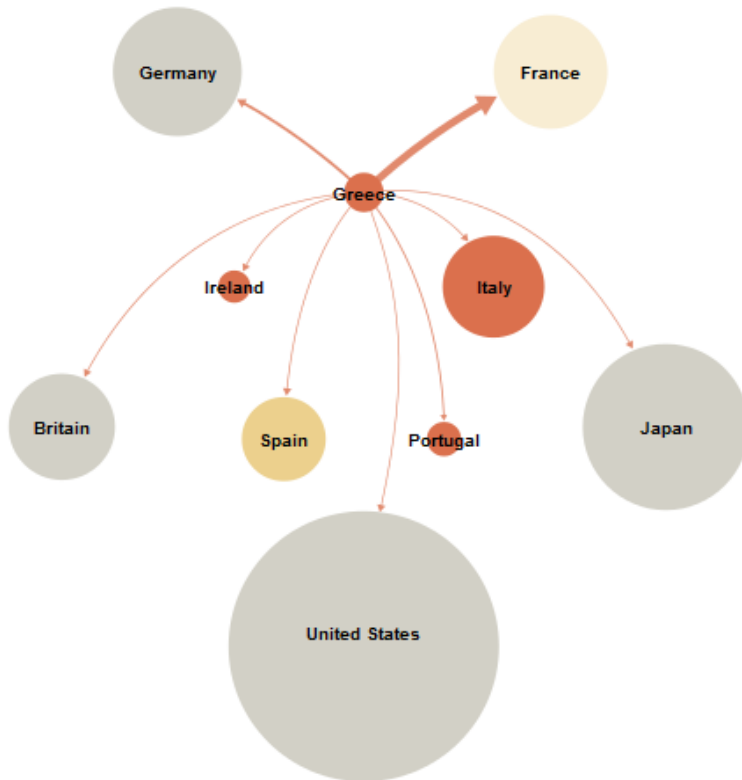 Germany
France
Greece
Ireland
Italy
Britain
Spain
Portugal
Japan
United States